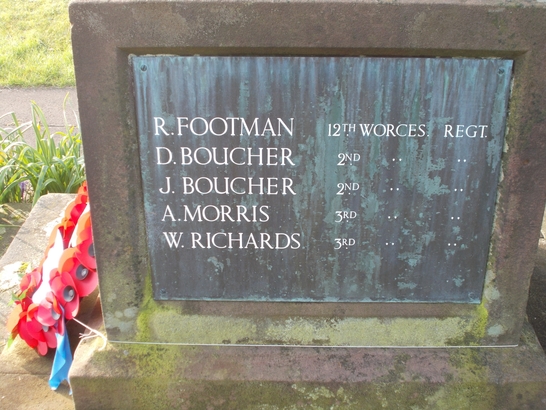 R. FOOTMAN 12TH WORCES. REGT.
D. BOUCHER 2ND .. ..
J. BOUCHER 2ND .. ..
A. MORRIS 3RD .. ..
W. RICHARDS 3RD .. ..